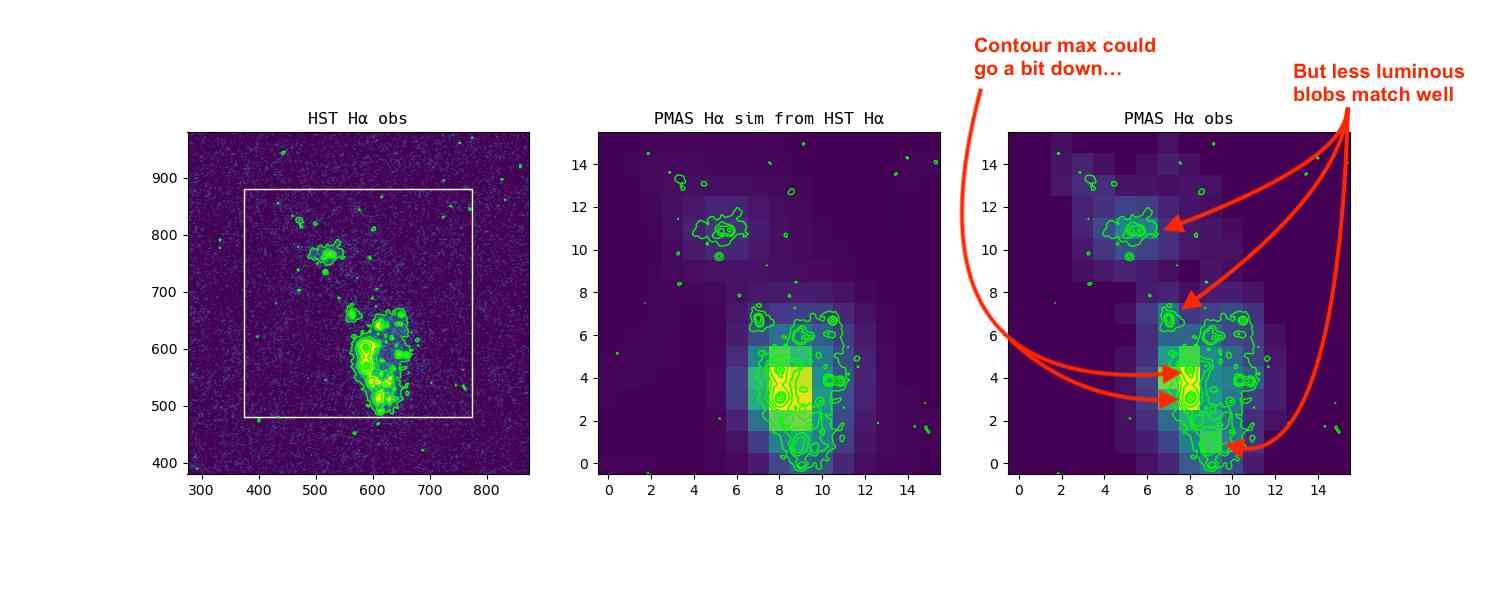 Contour max could
go a bit down…
But less luminous
blobs match well
HST Hα obs
PMAS Hα sim from HST Hα
PMAS Hα obs
900
800
700
600
500
400
300 400 500 600 700 800
14
12
10
8
6
4
2
0
0 2 4 6 8 10 12 14
14
12
10
8
6
4
2
0
0 2 4 6 8 10 12 14